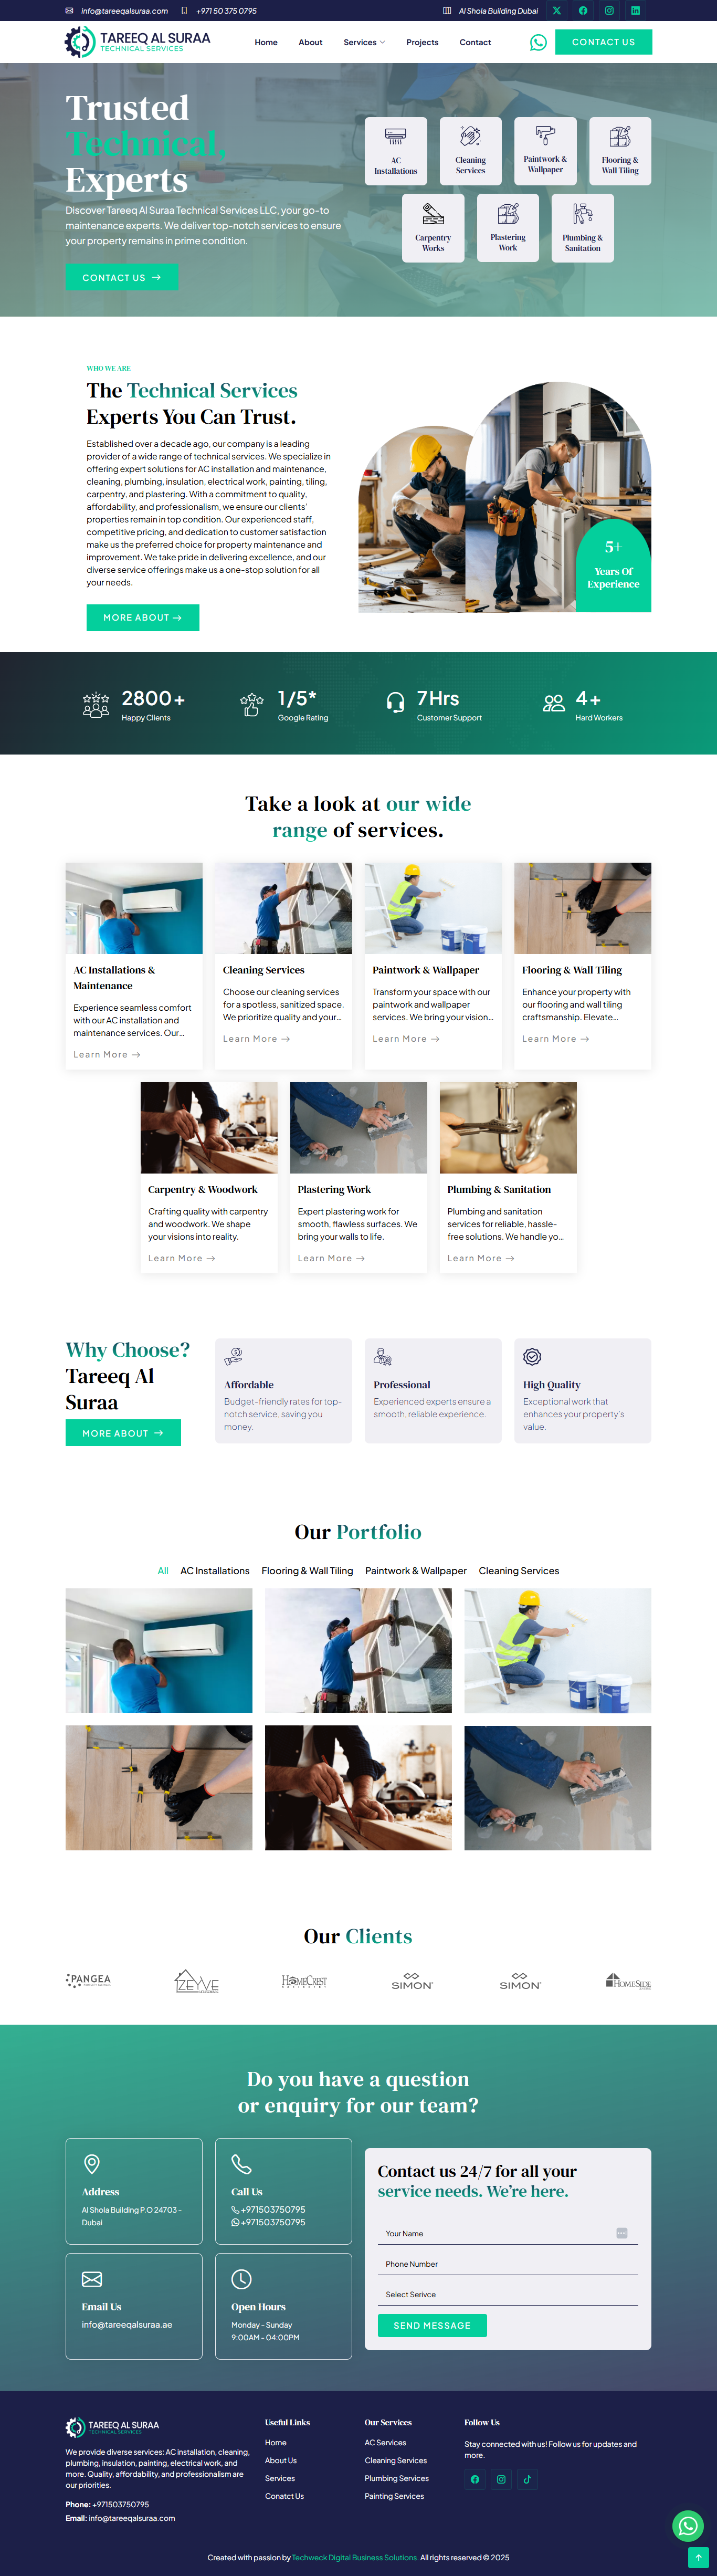 info@tareeqalsuraa.com
+971 50 375 0795
Al Shola Building Dubai
TAREEQ AL SURAA
TECHNICAL SERVICES
Home
About
Services
Projects
Contact
CONTACT US
Trusted
Technical,
Experts
Discover Tareeq Al Suraa Technical Services LLC, your go-to
maintenance experts. We deliver top-notch services to ensure
your property remains in prime condition.
CONTACT US
AC
Installations
Cleaning
Services
Paintwork &
Wallpaper
Flooring &
Wall Tiling
Carpentry
Works
Plastering
Work
Plumbing &
Sanitation
WHO WE ARE
The Technical Services
Experts You Can Trust.
Established over a decade ago, our company is a leading
provider of a wide range of technical services. We specialize in
offering expert solutions for AC installation and maintenance,
cleaning, plumbing, insulation, electrical work, painting, tiling,
carpentry, and plastering. With a commitment to quality,
affordability, and professionalism, we ensure our clients'
properties remain in top condition. Our experienced staff,
competitive pricing, and dedication to customer satisfaction
make us the preferred choice for property maintenance and
improvement. We take pride in delivering excellence, and our
diverse service offerings make us a one-stop solution for all
your needs.
MORE ABOUT
5+
Years Of
Experience
2800+
Happy Clients
1/5*
Google Rating
7Hrs
Customer Support
4+
Hard Workers
Take a look at our wide
range of services.
AC Installations &
Maintenance
Experience seamless comfort
with our AC installation and
maintenance services. Our...
Learn More
Cleaning Services
Choose our cleaning services
for a spotless, sanitized space.
We prioritize quality and your...
Learn More
Paintwork & Wallpaper
Transform your space with our
paintwork and wallpaper
services. We bring your vision...
Learn More
Flooring & Wall Tiling
Enhance your property with
our flooring and wall tiling
craftsmanship. Elevate...
Learn More
Carpentry & Woodwork
Crafting quality with carpentry
and woodwork. We shape
your visions into reality.
Learn More
Plastering Work
Expert plastering work for
smooth, flawless surfaces. We
bring your walls to life.
Learn More
Plumbing & Sanitation
Plumbing and sanitation
services for reliable, hassle-
free solutions. We handle yo...
Learn More
Why Choose?
Tareeq Al
Suraa
MORE ABOUT
Affordable
Budget-friendly rates for top-
notch service, saving you
money.
Professional
Experienced experts ensure a
smooth, reliable experience.
High Quality
Exceptional work that
enhances your property's
value.
Our Portfolio
All
AC Installations
Flooring & Wall Tiling
Paintwork & Wallpaper
Cleaning Services
Our Clients
PANGEA
ZEYVE
HOMECREST
SIMON
SIMON
HOMESIDE
Do you have a question
or enquiry for our team?
Address
Al Shola Building P.O 24703 -
Dubai
Call Us
+971503750795
+971503750795
Email Us
info@tareeqalsuraa.ae
Open Hours
Monday - Sunday
9:00AM - 04:00PM
Contact us 24/7 for all your
service needs. We're here.
Your Name
Phone Number
Select Serivce
SEND MESSAGE
TAREEQ AL SURAA
TECHNICAL SERVICES
We provide diverse services: AC installation, cleaning,
plumbing, insulation, painting, electrical work, and
more. Quality, affordability, and professionalism are
our priorities.
Phone: +971503750795
Email: info@tareeqalsuraa.com
Useful Links
Home
About Us
Services
Conatct Us
Our Services
AC Services
Cleaning Services
Plumbing Services
Painting Services
Follow Us
Stay connected with us! Follow us for updates and
more.
Created with passion by Techweck Digital Business Solutions. All rights reserved © 2025